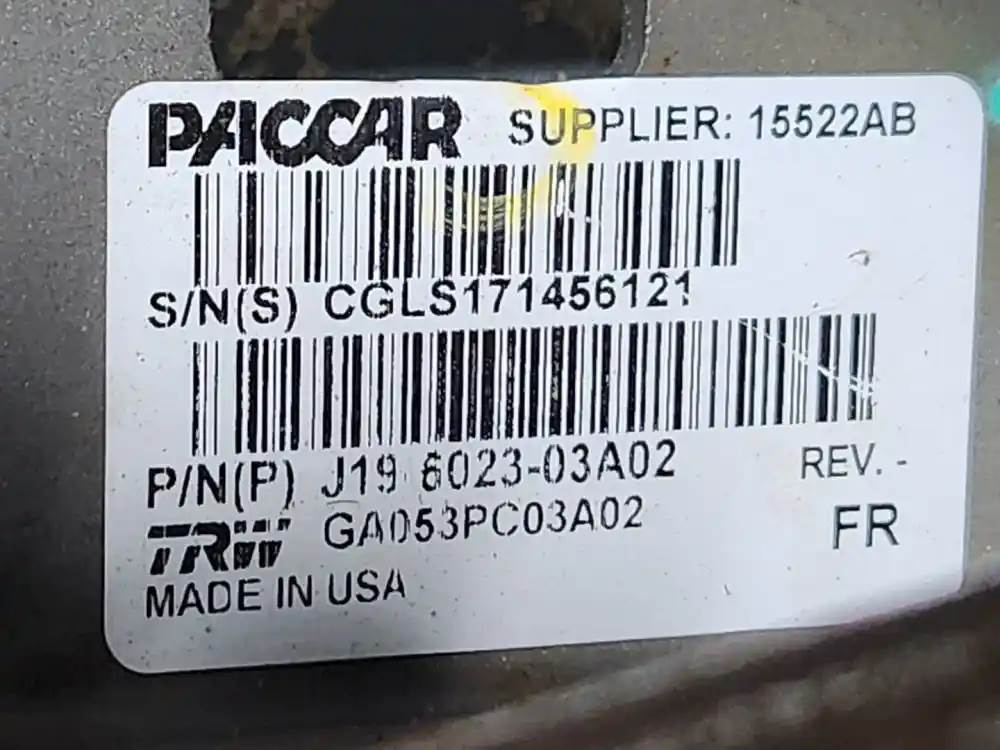 PACCAR SUPPLIER: 15522AB
S/N(S) CGLS171456121
P/N(P) J19 6023-03A02 REV. -
TRW GA053PC03A02 FR
MADE IN USA